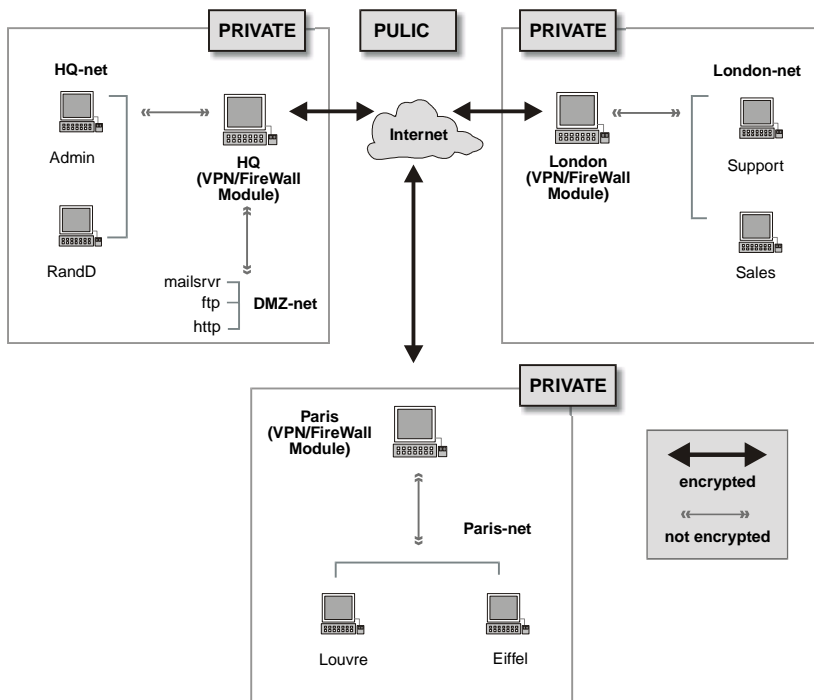 PRIVATE
PULIC
PRIVATE
HQ-net
London-net
Admin
HQ
(VPN/FireWall
Module)
Internet
London
(VPN/FireWall
Module)
Support
RandD
mailsrvr
ftp
http
DMZ-net
Sales
PRIVATE
Paris
(VPN/FireWall
Module)
encrypted
not encrypted
Paris-net
Louvre
Eiffel